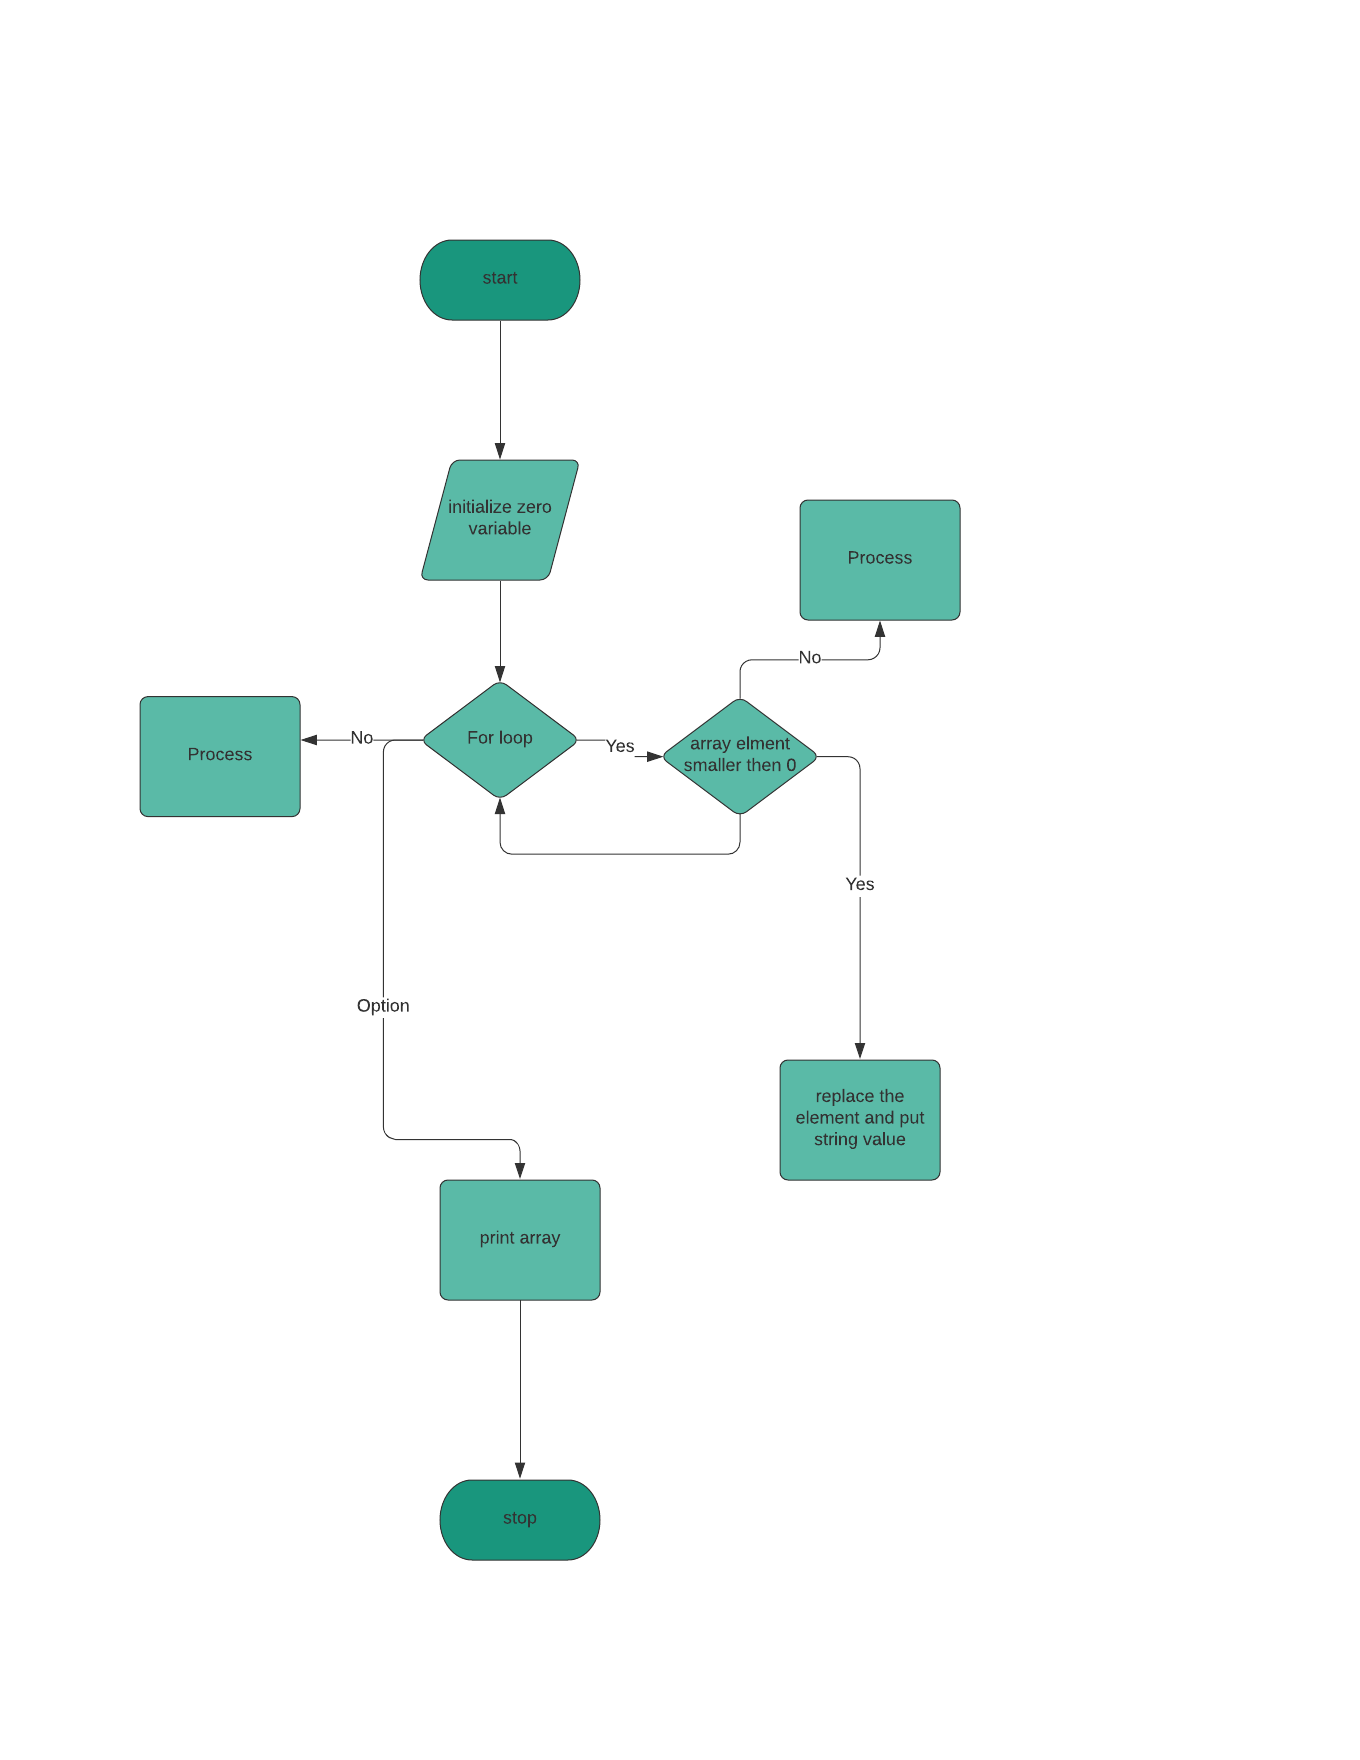 start
initialize zero
variable
Process
No
Process
No
For loop
Yes
array elment
smaller then 0
Yes
Option
replace the
element and put
string value
print array
stop